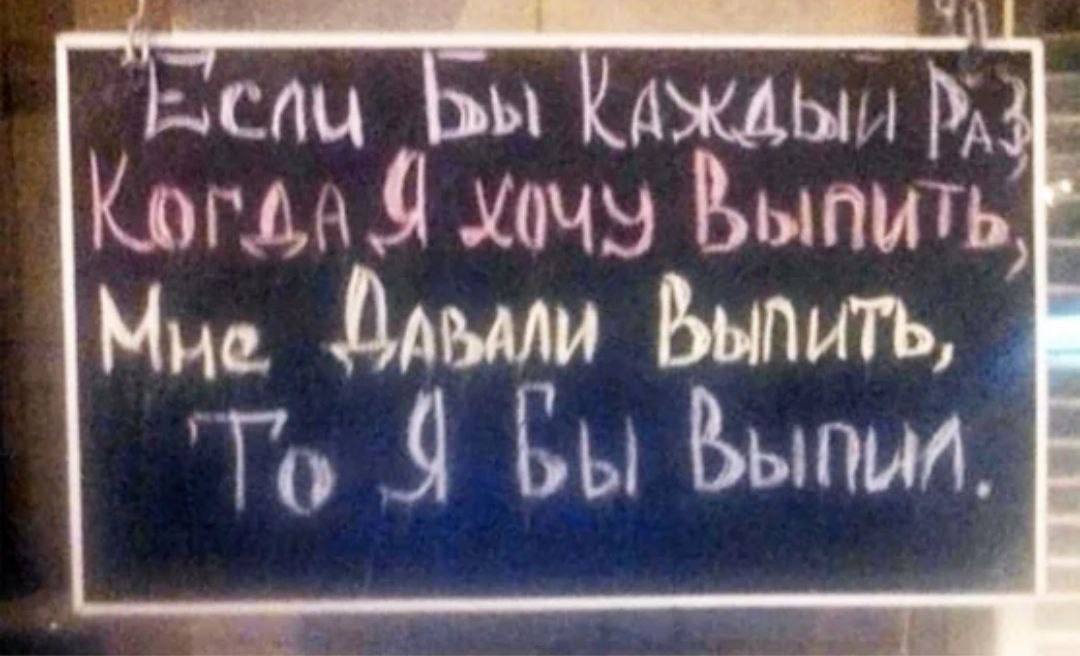 Если Бы Каждый Раз,
Когда Я хочу Выпить,
Мне Давали Выпить,
То Я Бы Выпил.